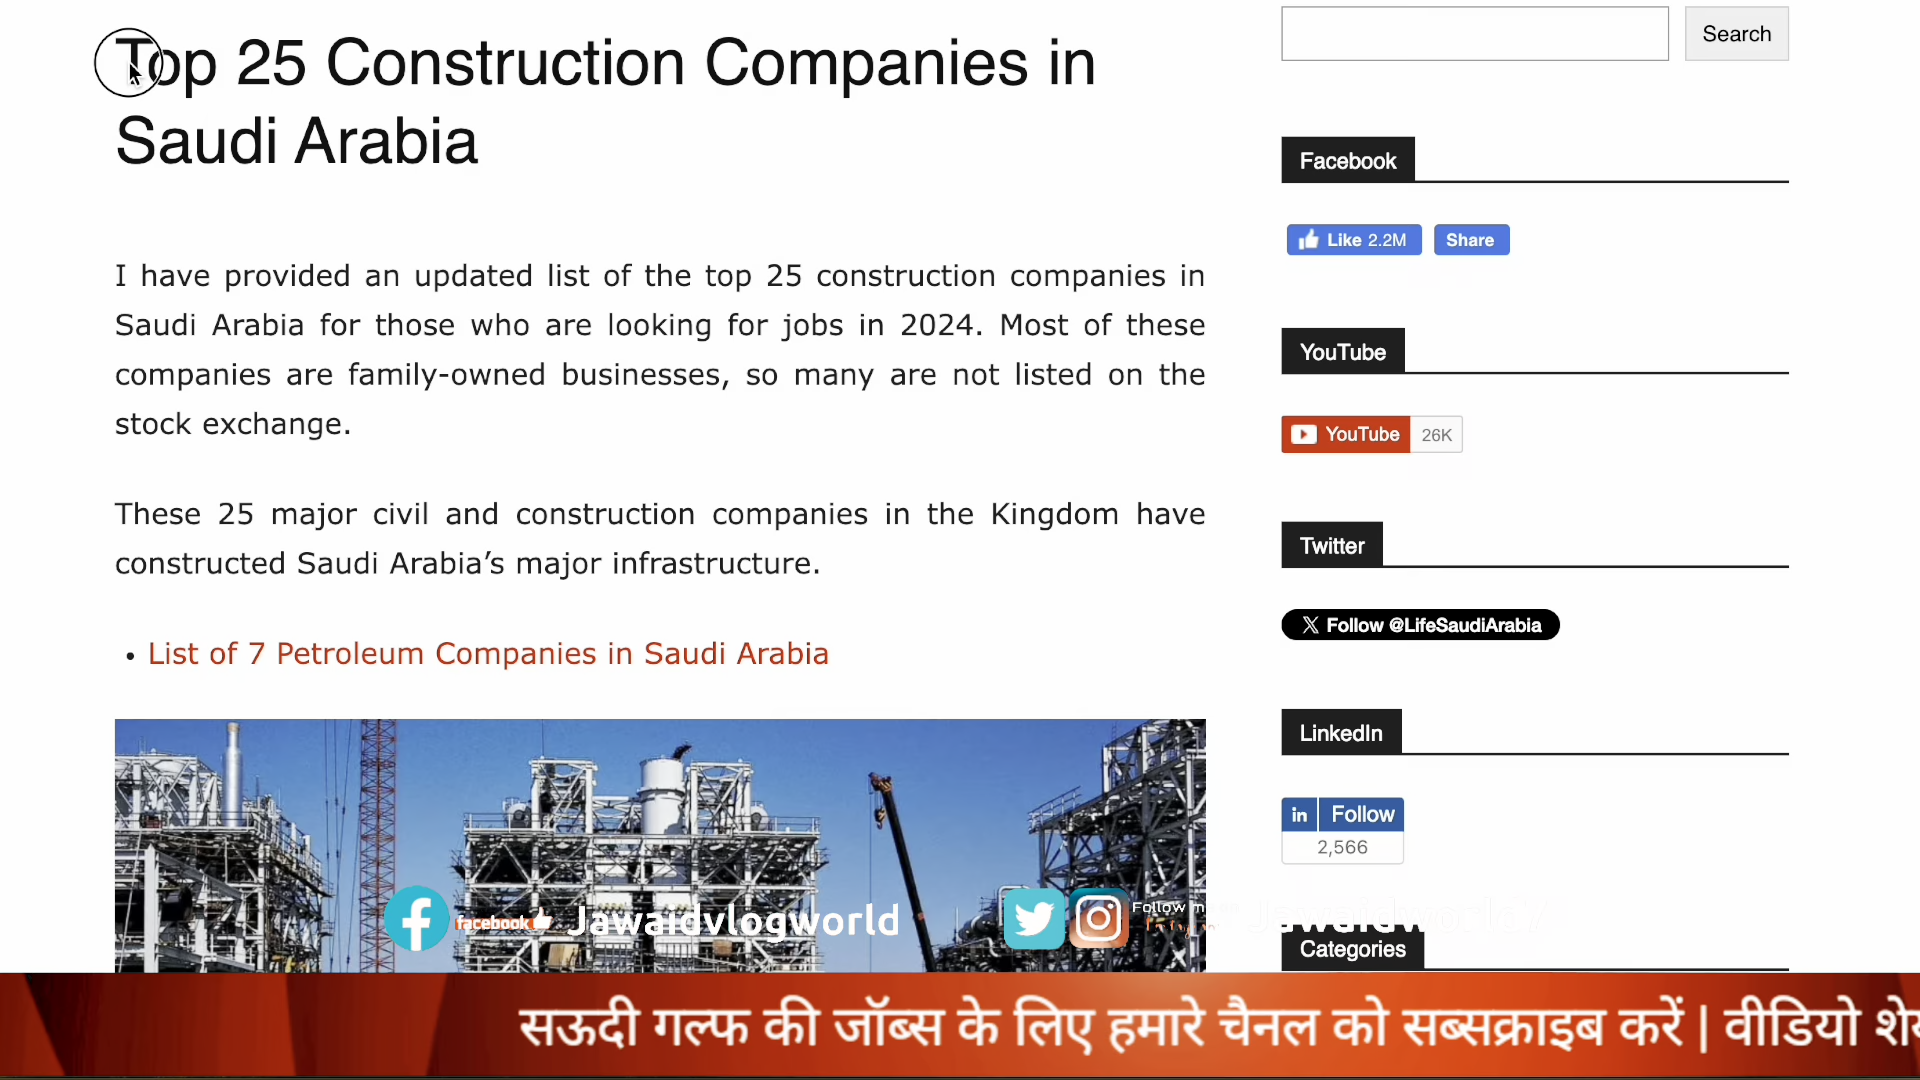 Top 25 Construction Companies in
Saudi Arabia
I have provided an updated list of the top 25 construction companies in
Saudi Arabia for those who are looking for jobs in 2024. Most of these
companies are family-owned businesses, so many are not listed on the
stock exchange.
These 25 major civil and construction companies in the Kingdom have
constructed Saudi Arabia’s major infrastructure.
• List of 7 Petroleum Companies in Saudi Arabia
Search
Facebook
Like 2.2M Share
YouTube
YouTube 26K
Twitter
Follow @LifeSaudiArabia
LinkedIn
in Follow
2,566
Categories
facebook Jawaidvlogworld
Follow
सऊदी गल्फ की जॉब्स के लिए हमारे चैनल को सब्सक्राइब करें | वीडियो